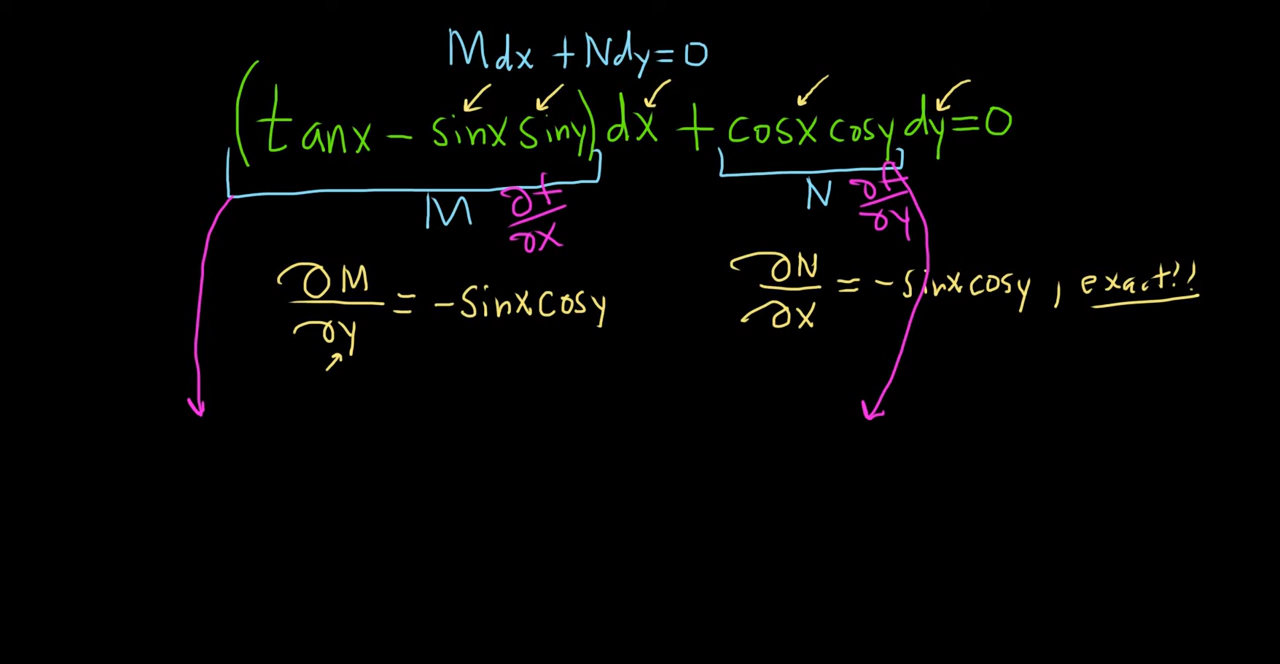 Mdx + Ndy = 0
(tanx - sinx siny)dx + cosx cosy dy = 0
M ∂f/∂x N ∂f/∂y
∂M/∂y = -sinx cosy ∂N/∂x = -sinx cosy, exact!!